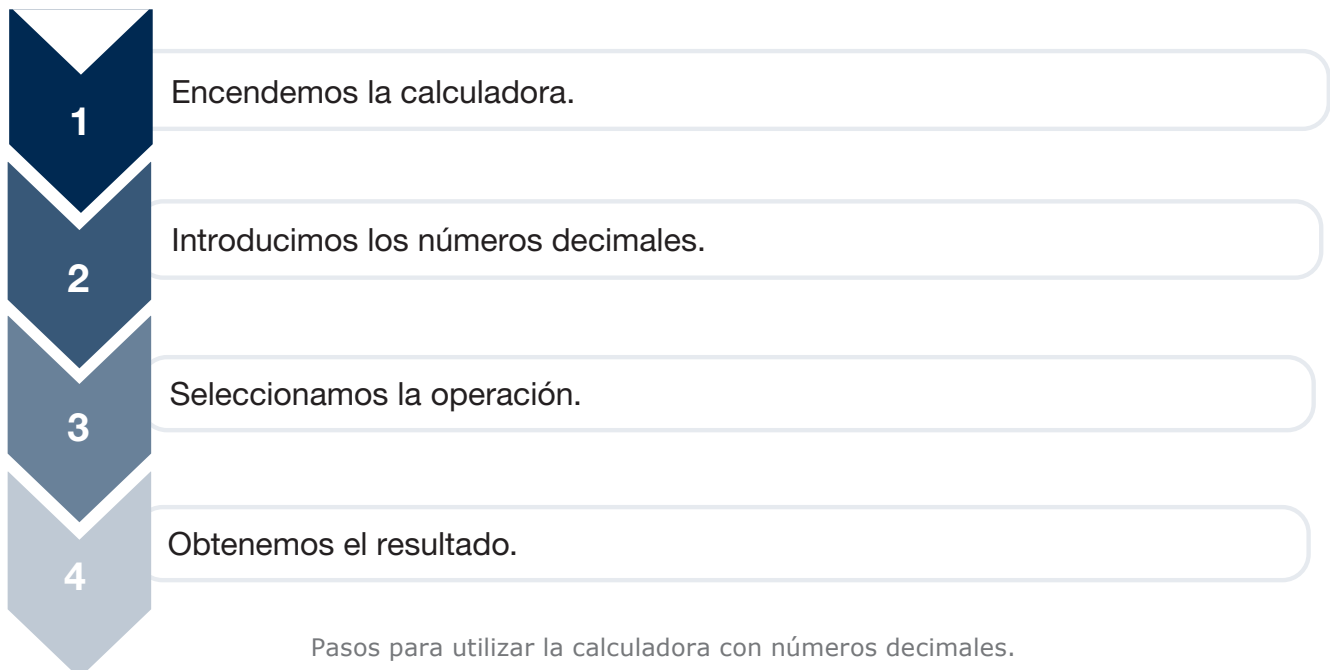 1
Encendemos la calculadora.
2
Introducimos los números decimales.
3
Seleccionamos la operación.
4
Obtenemos el resultado.
Pasos para utilizar la calculadora con números decimales.